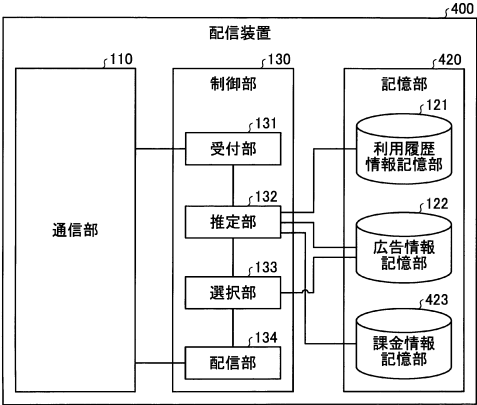 400
配信装置
110
通信部
130
制御部
131
受付部
132
推定部
133
選択部
134
配信部
420
記憶部
121
利用履歴
情報記憶部
122
広告情報
記憶部
423
課金情報
記憶部